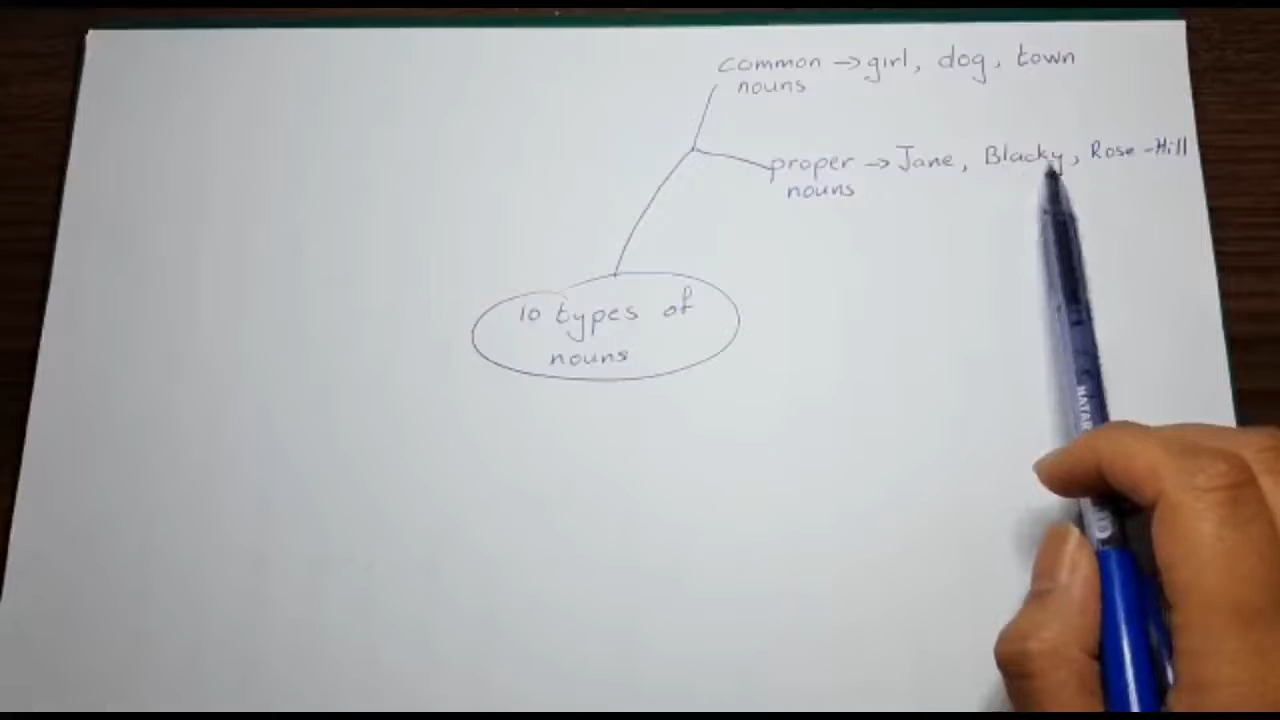 common → girl, dog, town
nouns
proper → Jane, Blacky, Rose-Hill
nouns
10 types of
nouns